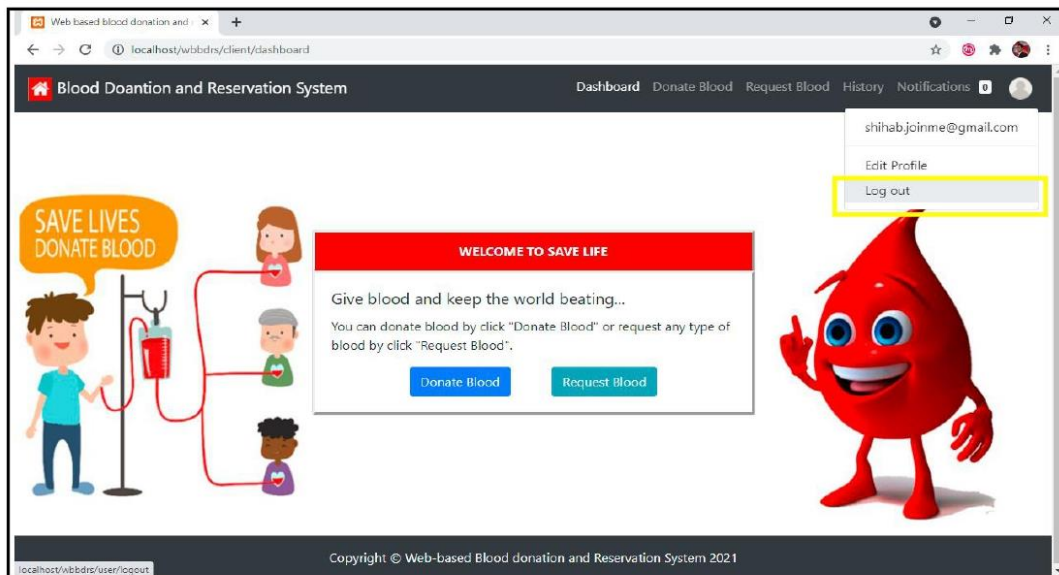 Web based blood donation and r
localhost/wbbdrs/client/dashboard
Blood Doantion and Reservation System
Dashboard Donate Blood Request Blood History Notifications 0
shihab.joinme@gmail.com
Edit Profile
Log out
SAVE LIVES
DONATE BLOOD
WELCOME TO SAVE LIFE
Give blood and keep the world beating...
You can donate blood by click "Donate Blood" or request any type of
blood by click "Request Blood".
Donate Blood Request Blood
Copyright © Web-based Blood donation and Reservation System 2021
localhost/wbbdrs/user/logout